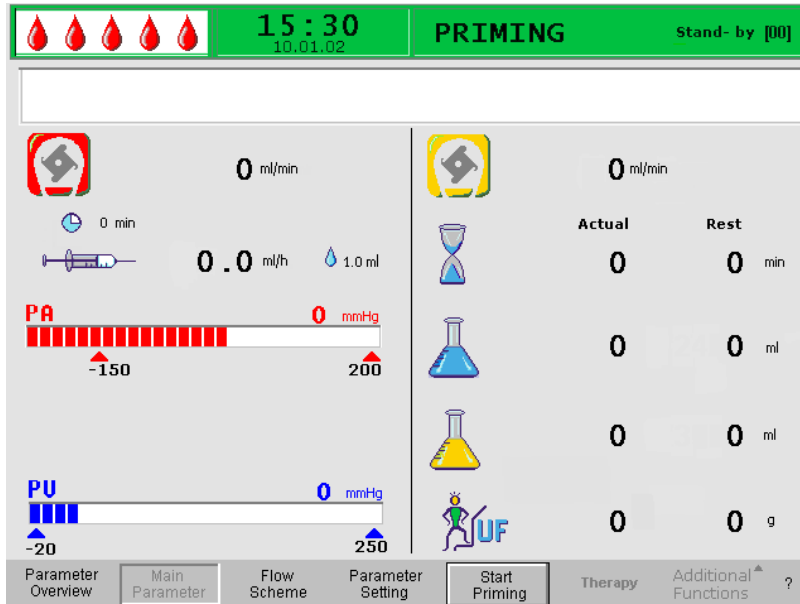 15:30
10.01.02
PRIMING
Stand- by [00]
0 ml/min
0 min
0.0 ml/h
1.0 ml
PA 0 mmHg
-150 200
PV 0 mmHg
-20 250
0 ml/min
Actual Rest
0 0 min
0 0 ml
0 0 ml
UF 0 0 g
Parameter Overview
Main Parameter
Flow Scheme
Parameter Setting
Start Priming
Therapy
Additional Functions
?